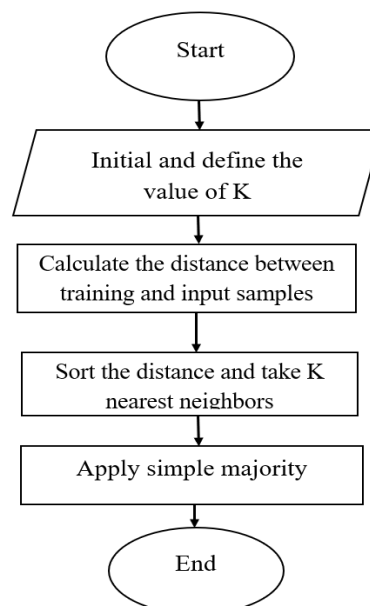 Start
Initial and define the
value of K
Calculate the distance between
training and input samples
Sort the distance and take K
nearest neighbors
Apply simple majority
End